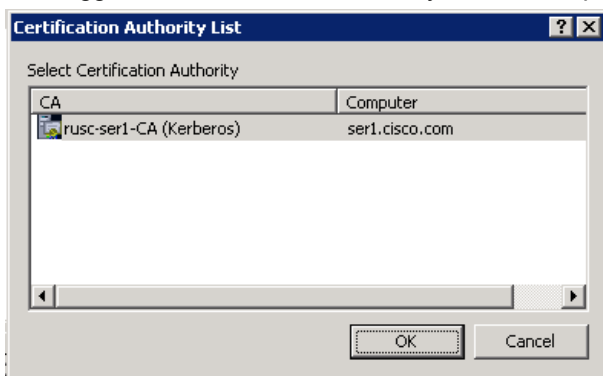 Certification Authority List
Select Certification Authority
CA Computer
rusc-ser1-CA (Kerberos) ser1.cisco.com
OK Cancel